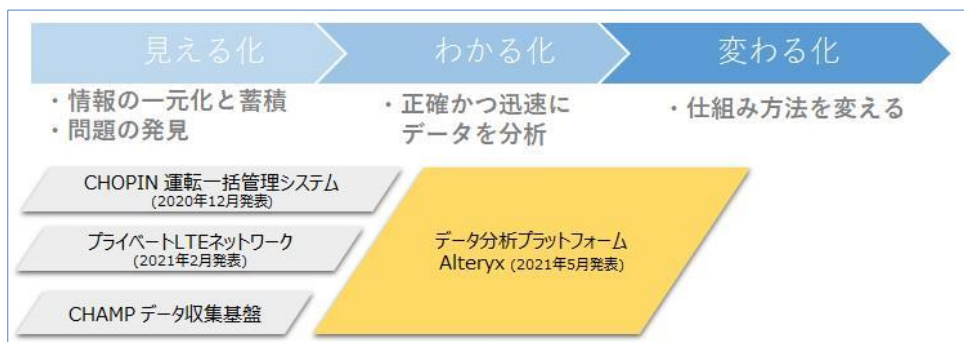 見える化
わかる化
変わる化
・情報の一元化と蓄積
・問題の発見
・正確かつ迅速に
データを分析
・仕組み方法を変える
CHOPIN 運転一括管理システム
(2020年12月発表)
プライベートLTEネットワーク
(2021年2月発表)
CHAMP データ収集基盤
データ分析プラットフォーム
Alteryx (2021年5月発表)